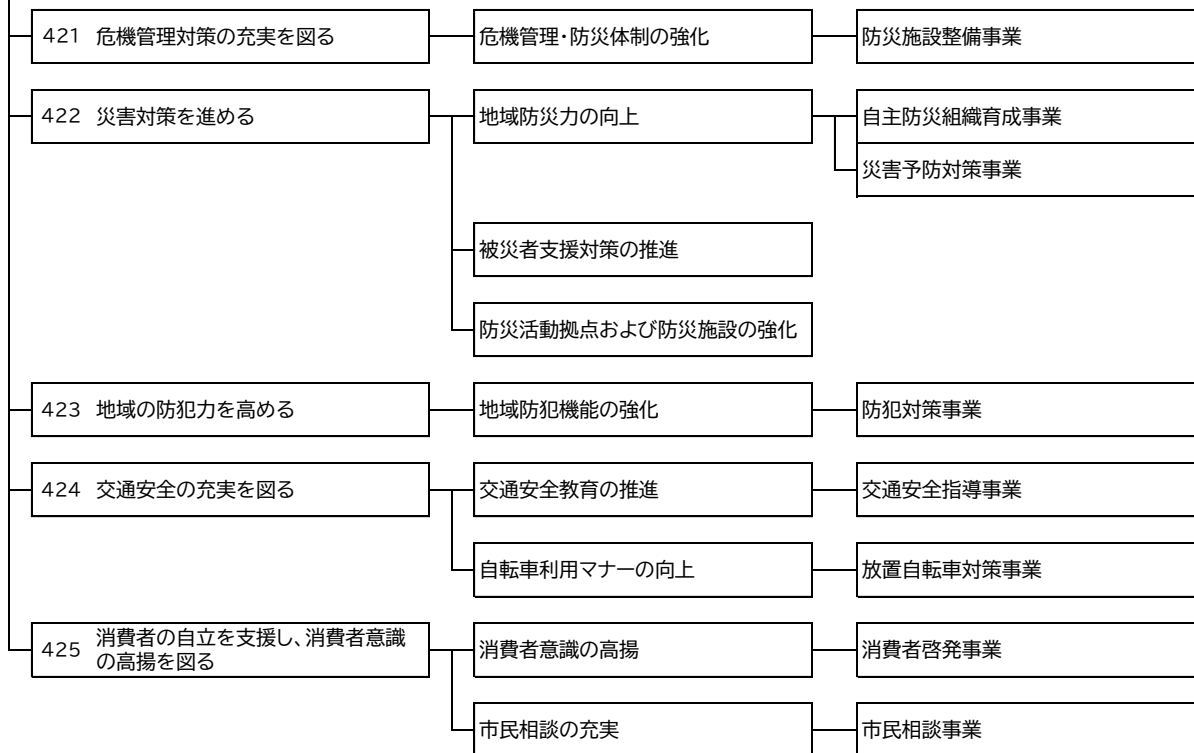 421 危機管理対策の充実を図る
危機管理・防災体制の強化
防災施設整備事業
422 災害対策を進める
地域防災力の向上
自主防災組織育成事業
災害予防対策事業
被災者支援対策の推進
防災活動拠点および防災施設の強化
423 地域の防犯力を高める
地域防犯機能の強化
防犯対策事業
424 交通安全の充実を図る
交通安全教育の推進
交通安全指導事業
自転車利用マナーの向上
放置自転車対策事業
425 消費者の自立を支援し、消費者意識
の高揚を図る
消費者意識の高揚
消費者啓発事業
市民相談の充実
市民相談事業